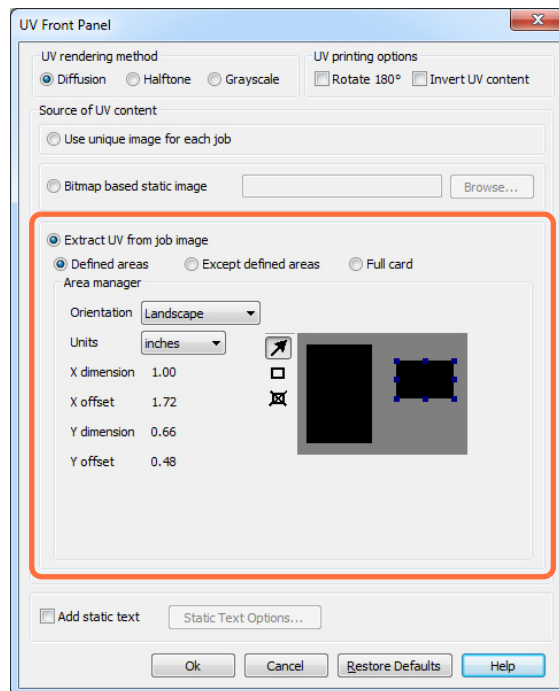 UV Front Panel
UV rendering method
Diffusion Halftone Grayscale
UV printing options
Rotate 180° Invert UV content
Source of UV content
Use unique image for each job
Bitmap based static image Browse...
Extract UV from job image
Defined areas Except defined areas Full card
Area manager
Orientation Landscape
Units inches
X dimension 1.00
X offset 1.72
Y dimension 0.66
Y offset 0.48
Add static text Static Text Options...
Ok Cancel Restore Defaults Help